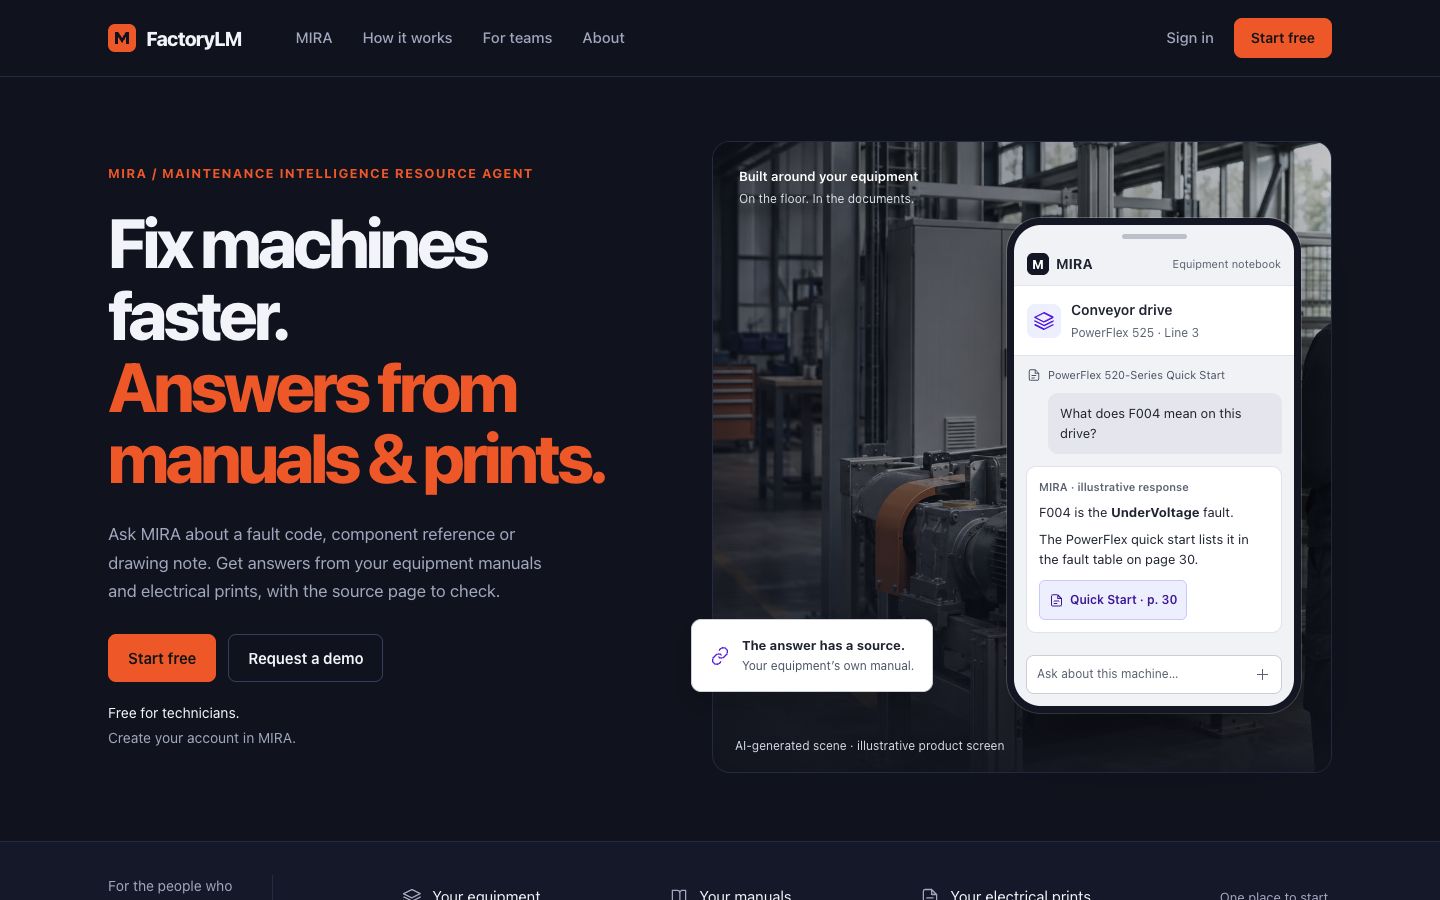 M FactoryLM
MIRA
How it works
For teams
About
Sign in
Start free
MIRA / MAINTENANCE INTELLIGENCE RESOURCE AGENT
Fix machines
faster.
Answers from
manuals & prints.
Ask MIRA about a fault code, component reference or
drawing note. Get answers from your equipment manuals
and electrical prints, with the source page to check.
Start free
Request a demo
Free for technicians.
Create your account in MIRA.
Built around your equipment
On the floor. In the documents.
M MIRA
Equipment notebook
Conveyor drive
PowerFlex 525 · Line 3
PowerFlex 520-Series Quick Start
What does F004 mean on this
drive?
MIRA · illustrative response
F004 is the UnderVoltage fault.
The PowerFlex quick start lists it in
the fault table on page 30.
Quick Start · p. 30
Ask about this machine...
The answer has a source.
Your equipment's own manual.
AI-generated scene · illustrative product screen
For the people who
Your equipment
Your manuals
Your electrical prints
One place to start.